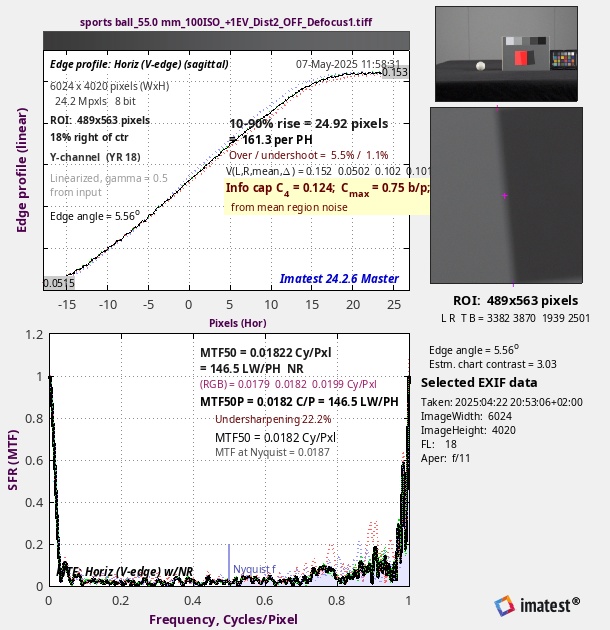 sports ball_55.0 mm_100ISO_+1EV_Dist2_OFF_Defocus1.tiff
Edge profile: Horiz (V-edge) (sagittal)
07-May-2025 11:58:31
0.153
6024 x 4020 pixels (WxH)
24.2 Mpxls 8 bit
ROI: 489x563 pixels
18% right of ctr
Y-channel (YR 18)
Linearized, gamma = 0.5
from input
Edge angle = 5.56⁰
10-90% rise = 24.92 pixels
= 161.3 per PH
Over / undershoot = 5.5% / 1.1%
V(L,R,mean,Δ) = 0.152 0.0502 0.102 0.101
Info cap C4 = 0.124; Cmax = 0.75 b/p;
from mean region noise
0.0515
Imatest 24.2.6 Master
Edge profile (linear)
-15 -10 -5 0 5 10 15 20 25
Pixels (Hor)
ROI: 489x563 pixels
L R T B = 3382 3870 1939 2501
Edge angle = 5.56⁰
Estm. chart contrast = 3.03
Selected EXIF data
Taken: 2025:04:22 20:53:06+02:00
ImageWidth: 6024
ImageHeight: 4020
FL: 18
Aper: f/11
1.2
1
0.8
0.6
0.4
0.2
0
SFR (MTF)
MTF50 = 0.01822 Cy/Pxl
= 146.5 LW/PH NR
(RGB) = 0.0179 0.0182 0.0199 Cy/Pxl
MTF50P = 0.0182 C/P = 146.5 LW/PH
Undersharpening 22.2%
MTF50 = 0.0182 Cy/Pxl
MTF at Nyquist = 0.0187
Horiz (V-edge) w/NR
Nyquist f
0 0.2 0.4 0.6 0.8 1
Frequency, Cycles/Pixel
imatest®